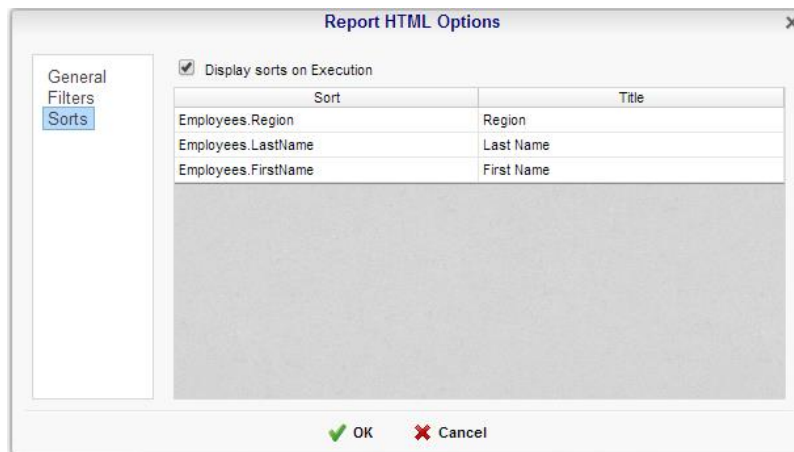 Report HTML Options
General
Filters
Sorts
Display sorts on Execution
Sort Title
Employees.Region Region
Employees.LastName Last Name
Employees.FirstName First Name
OK Cancel